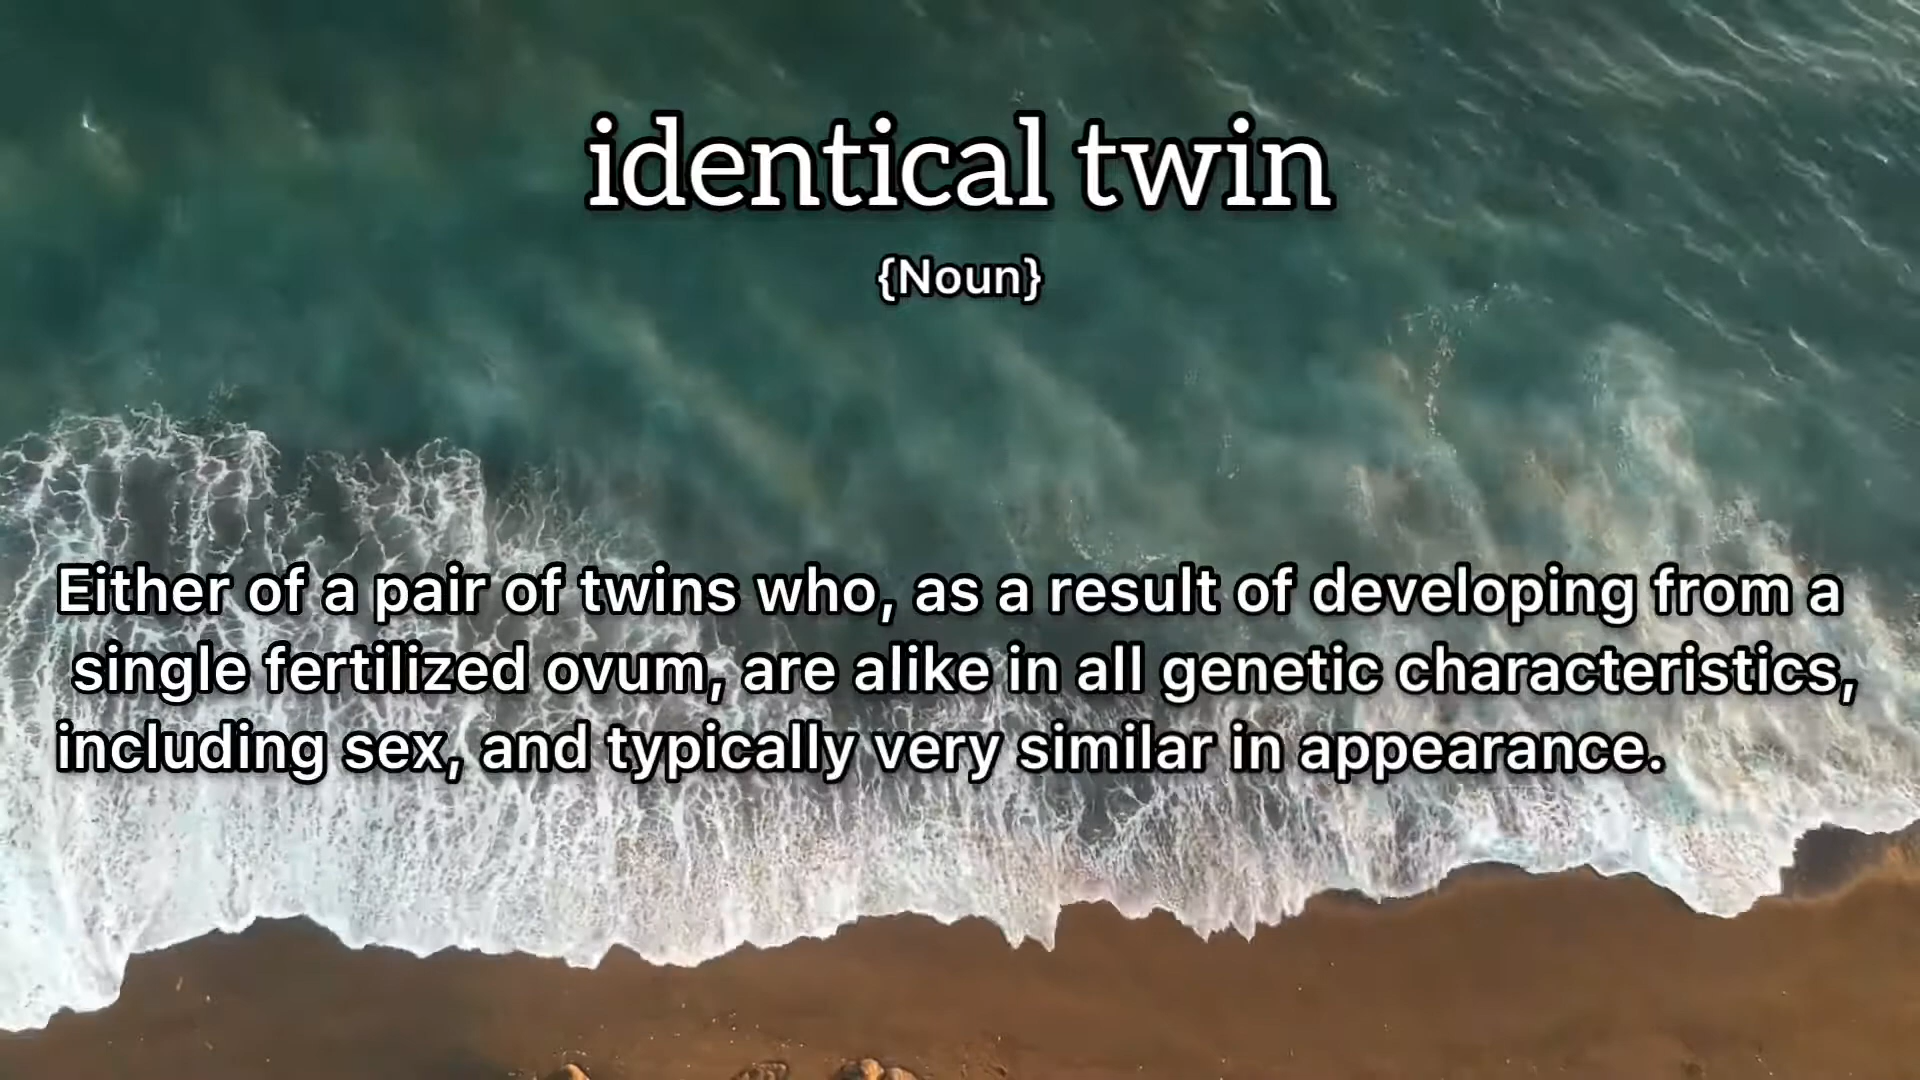 identical twin
{Noun}
Either of a pair of twins who, as a result of developing from a
single fertilized ovum, are alike in all genetic characteristics,
including sex, and typically very similar in appearance.